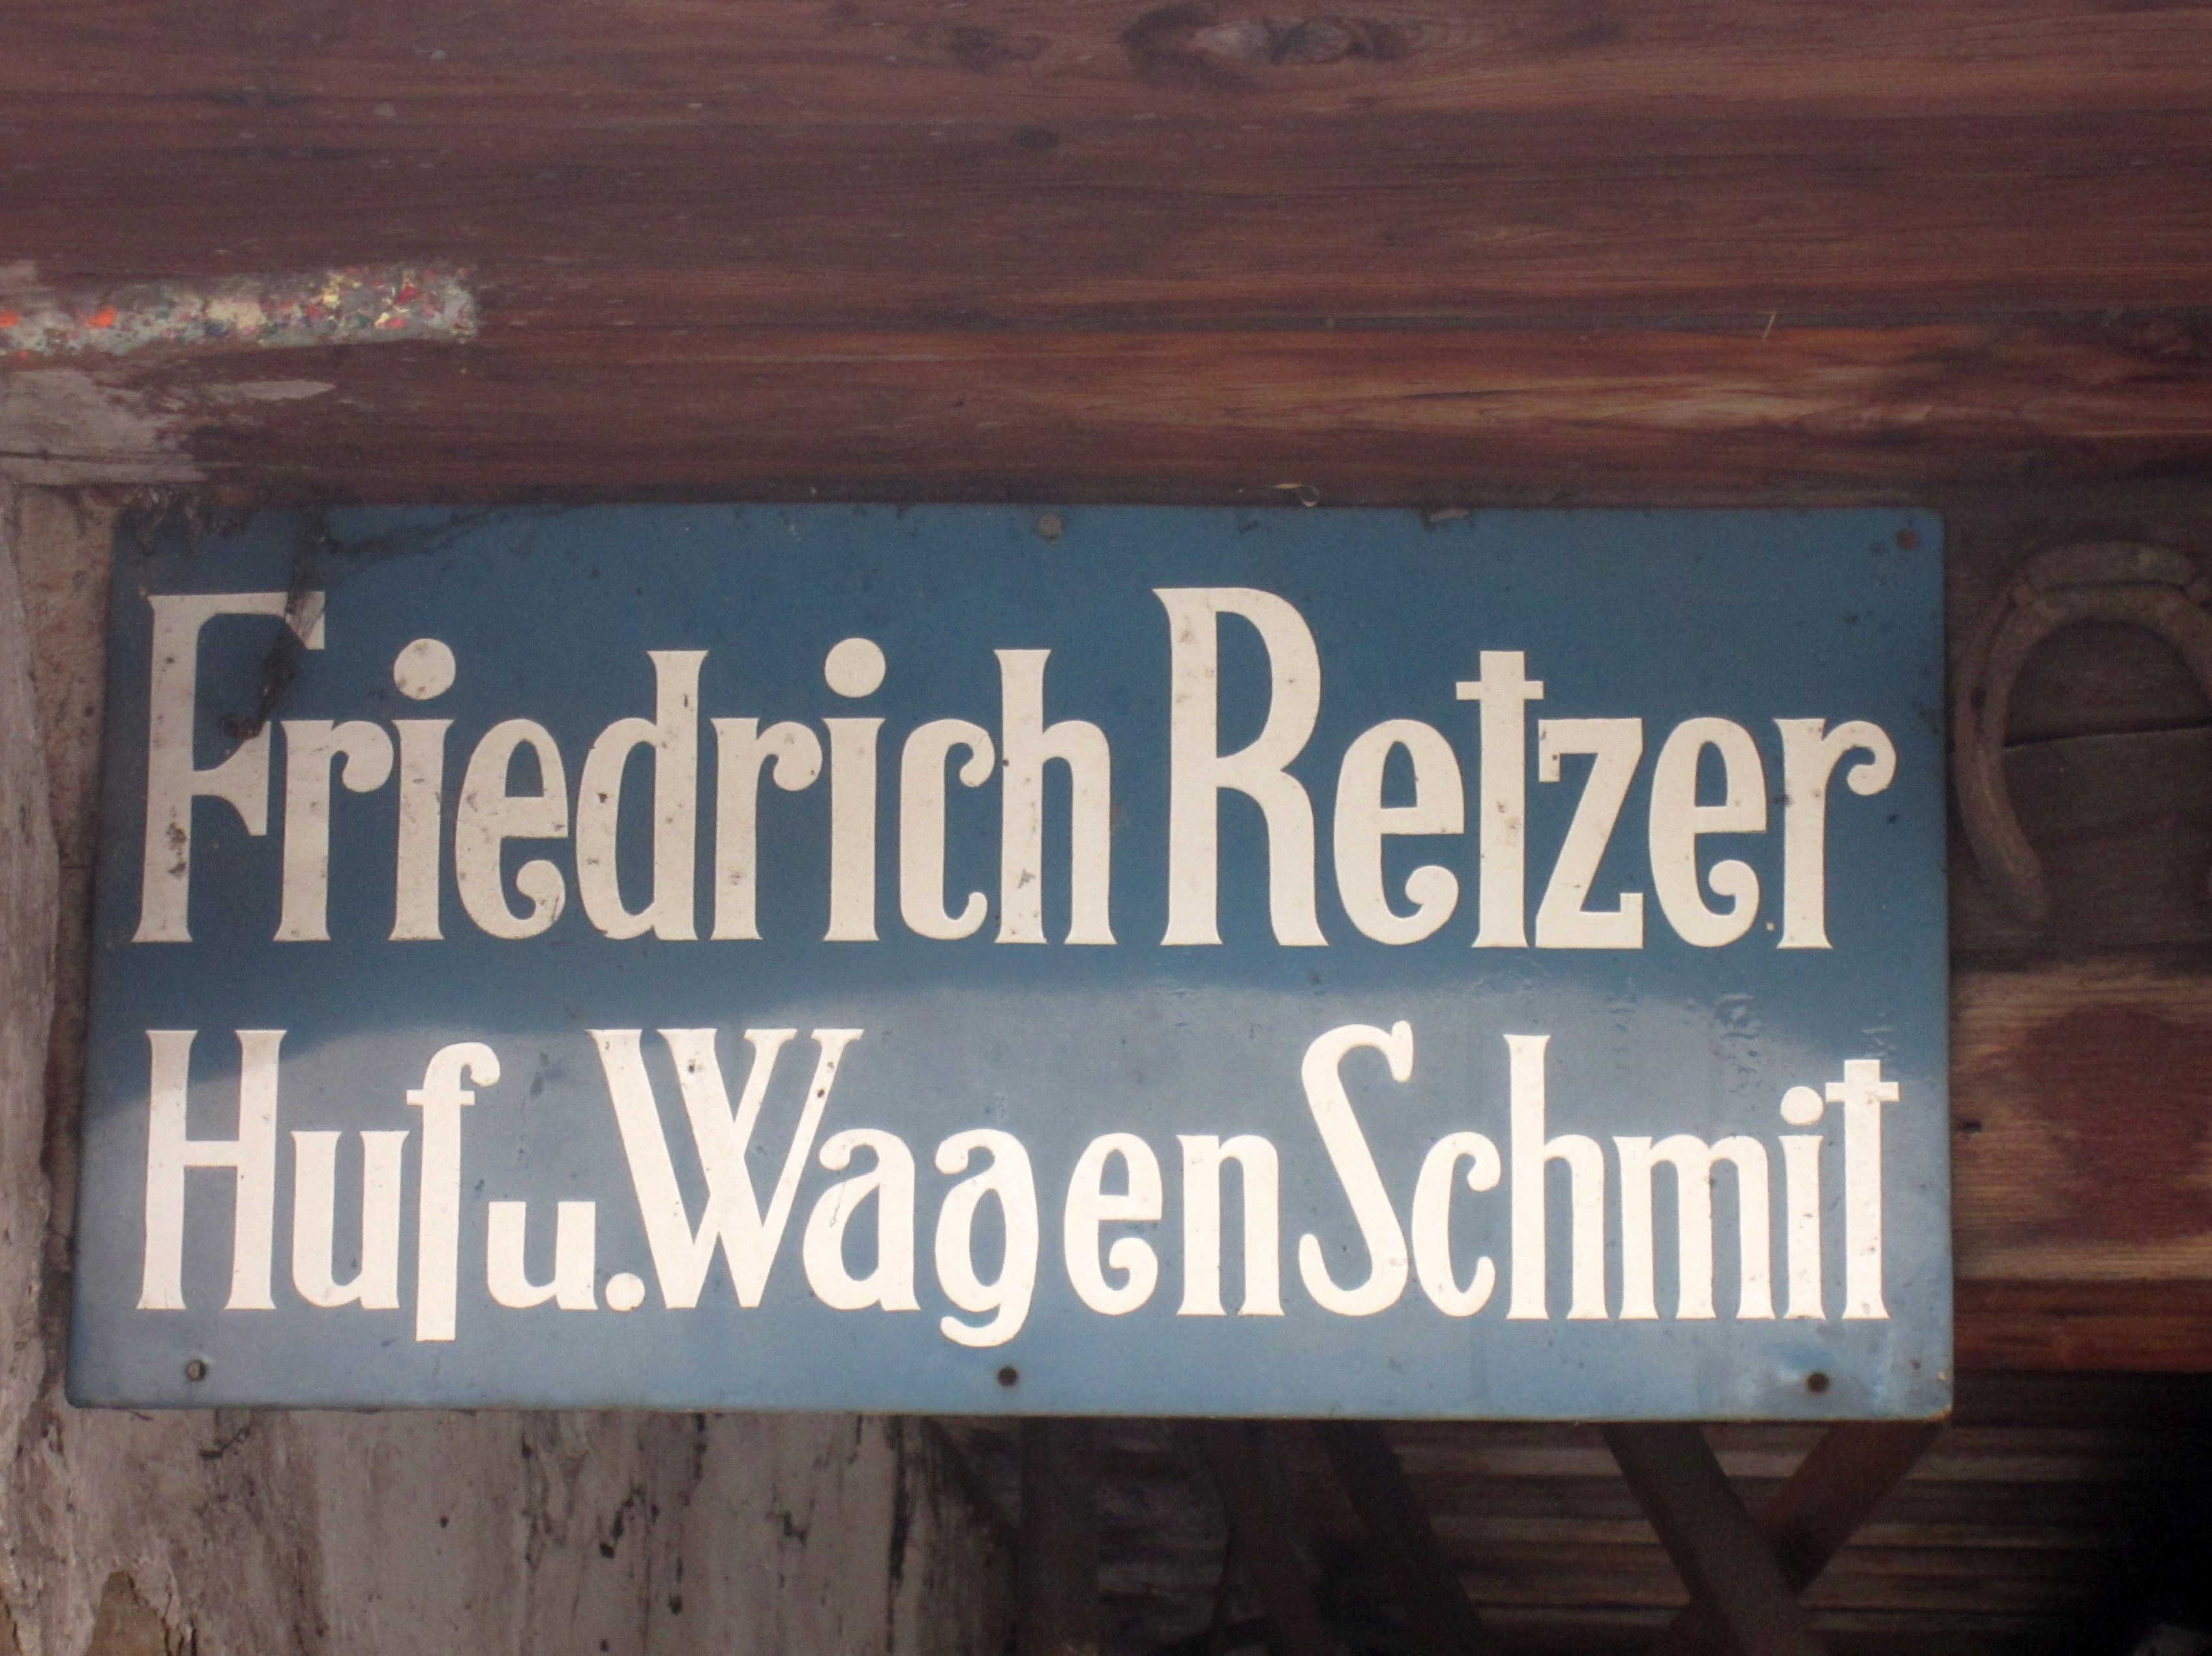 Friedrich Retzer
Huf u. Wagen Schmit